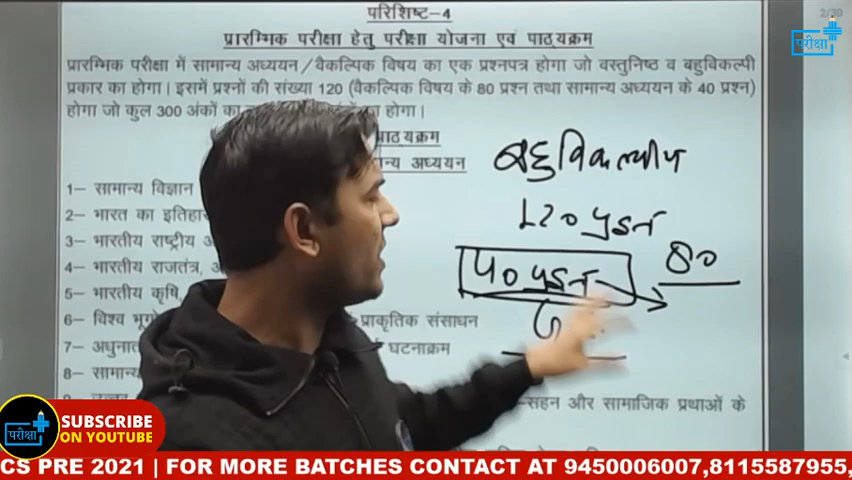 2/30
परीक्षा
परिशिष्ट-4
प्रारम्भिक परीक्षा हेतु परीक्षा योजना एवं पाठ्यक्रम
प्रारम्भिक परीक्षा में सामान्य अध्ययन/वैकल्पिक विषय का एक प्रश्नपत्र होगा जो वस्तुनिष्ठ व बहुविकल्पी
प्रकार का होगा। इसमें प्रश्नों की संख्या 120 (वैकल्पिक विषय के 80 प्रश्न तथा सामान्य अध्ययन के 40 प्रश्न)
होगा जो कुल 300 अंकों का होगा।
पाठ्यक्रम
अध्ययन
1- सामान्य विज्ञान
2- भारत का
3- भारतीय राष्ट्रीय
4- भारतीय राजतंत्र,
5- भारतीय कृषि,
6- विश्व प्राकृतिक संसाधन
7- घटनाक्रम
8- सामान्य
सहन और सामाजिक प्रथाओं के
बहुविकल्पीय
120 प्रश्न
40 प्रश्न
80
परीक्षा
SUBSCRIBE
ON YOUTUBE
CS PRE 2021 | FOR MORE BATCHES CONTACT AT 9450006007,8115587955,